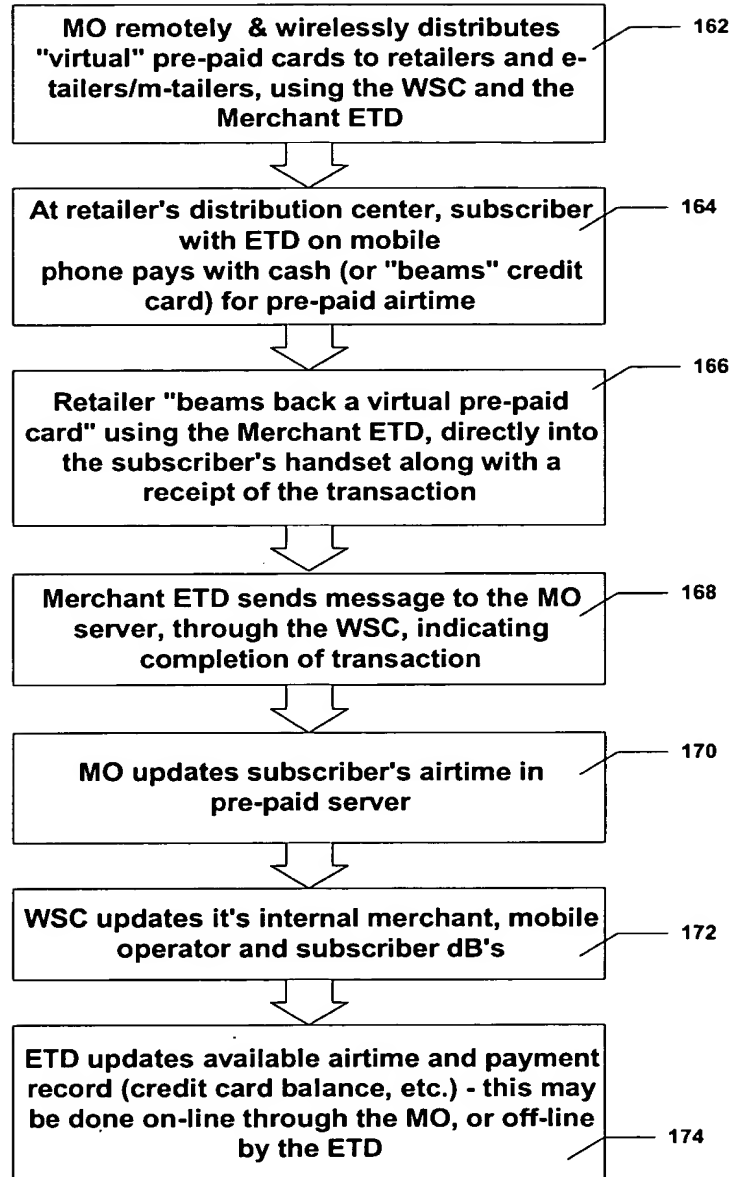 MO remotely & wirelessly distributes
"virtual" pre-paid cards to retailers and e-
tailers/m-tailers, using the WSC and the
Merchant ETD
162
At retailer's distribution center, subscriber
with ETD on mobile
phone pays with cash (or "beams" credit
card) for pre-paid airtime
164
Retailer "beams back a virtual pre-paid
card" using the Merchant ETD, directly into
the subscriber's handset along with a
receipt of the transaction
166
Merchant ETD sends message to the MO
server, through the WSC, indicating
completion of transaction
168
MO updates subscriber's airtime in
pre-paid server
170
WSC updates it's internal merchant, mobile
operator and subscriber dB's
172
ETD updates available airtime and payment
record (credit card balance, etc.) - this may
be done on-line through the MO, or off-line
by the ETD
174